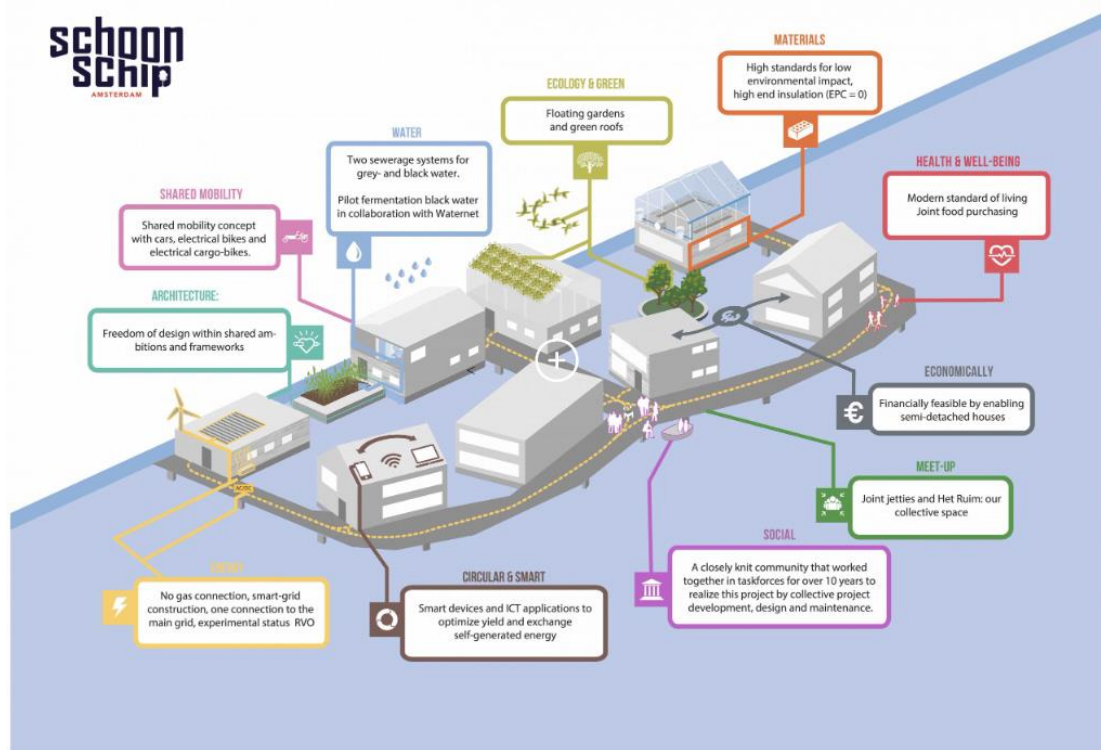 schoon
schip
AMSTERDAM
MATERIALS
High standards for low
environmental impact,
high end insulation (EPC = 0)
ECOLOGY & GREEN
Floating gardens
and green roofs
WATER
Two sewerage systems for
grey- and black water.
Pilot fermentation black water
in collaboration with Waternet
HEALTH & WELL-BEING
Modern standard of living
Joint food purchasing
SHARED MOBILITY
Shared mobility concept
with cars, electrical bikes and
electrical cargo-bikes.
ARCHITECTURE:
Freedom of design within shared am-
bitions and frameworks
ECONOMICALLY
€
Financially feasible by enabling
semi-detached houses
MEET-UP
Joint jetties and Het Ruim: our
collective space
AC/DC
SOCIAL
A closely knit community that worked
together in taskforces for over 10 years to
realize this project by collective project
development, design and maintenance.
ENERGY
No gas connection, smart-grid
construction, one connection to the
main grid, experimental status RVO
CIRCULAR & SMART
Smart devices and ICT applications to
optimize yield and exchange
self-generated energy